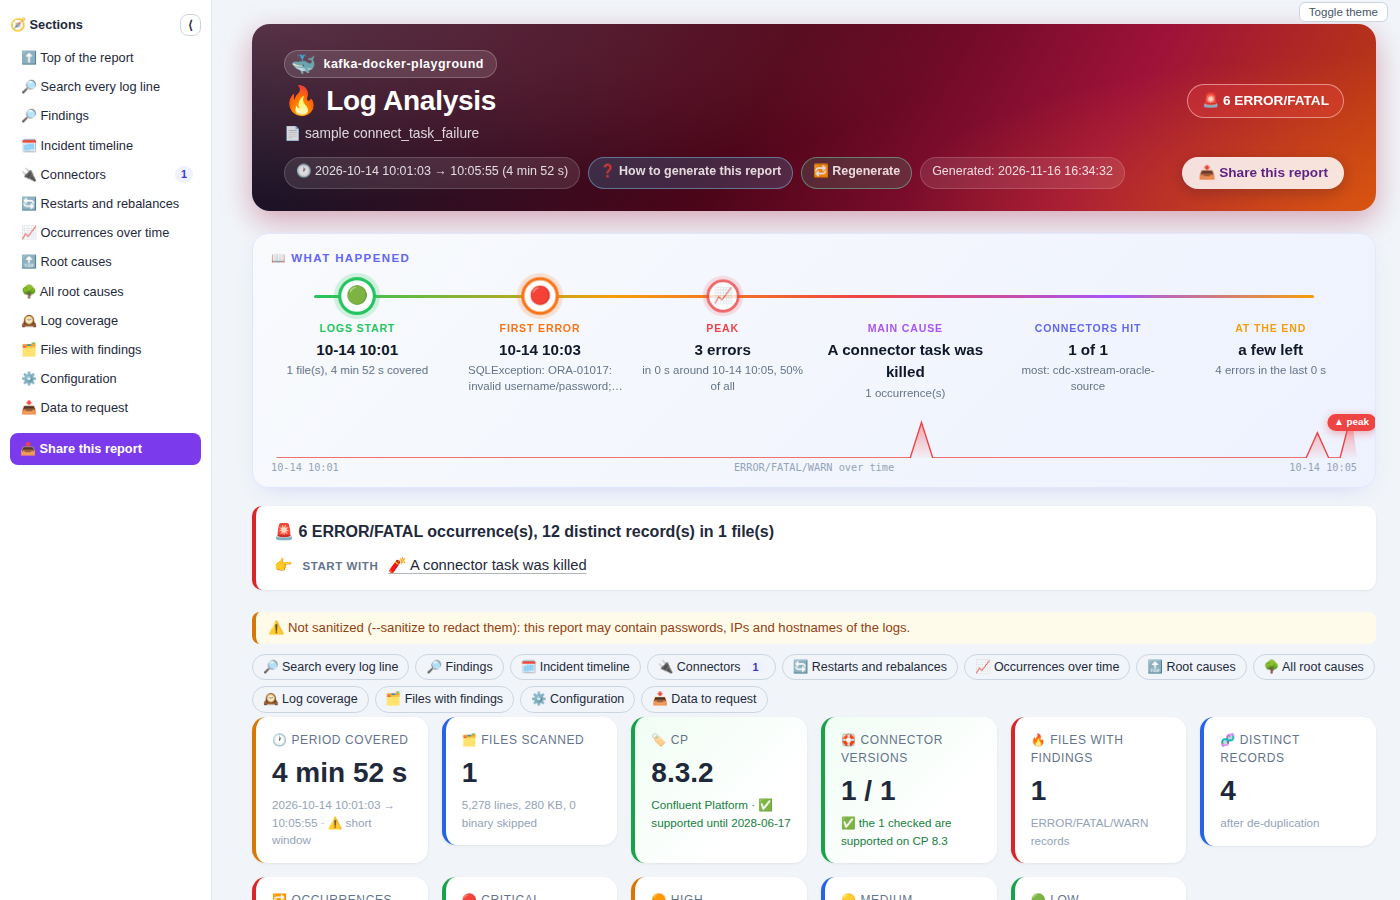 Toggle theme
🧭 Sections
⟨
⬆️ Top of the report
🔎 Search every log line
🔎 Findings
🗓️ Incident timeline
🔌 Connectors 1
🔄 Restarts and rebalances
📈 Occurrences over time
🔝 Root causes
🌳 All root causes
🕰️ Log coverage
🗂️ Files with findings
⚙️ Configuration
📥 Data to request
📤 Share this report
kafka-docker-playground
🔥 Log Analysis
🚨 6 ERROR/FATAL
📄 sample connect_task_failure
🕐 2026-10-14 10:01:03 → 10:05:55 (4 min 52 s)
❓ How to generate this report
🔁 Regenerate
Generated: 2026-11-16 16:34:32
📤 Share this report
📖 WHAT HAPPENED
LOGS START
10-14 10:01
1 file(s), 4 min 52 s covered
FIRST ERROR
10-14 10:03
SQLException: ORA-01017:
invalid username/password;…
PEAK
3 errors
in 0 s around 10-14 10:05, 50%
of all
MAIN CAUSE
A connector task was
killed
1 occurrence(s)
CONNECTORS HIT
1 of 1
most: cdc-xstream-oracle-
source
AT THE END
a few left
4 errors in the last 0 s
▲ peak
10-14 10:01
ERROR/FATAL/WARN over time
10-14 10:05
🚨 6 ERROR/FATAL occurrence(s), 12 distinct record(s) in 1 file(s)
👉 START WITH 🧨 A connector task was killed
⚠️ Not sanitized (--sanitize to redact them): this report may contain passwords, IPs and hostnames of the logs.
🔎 Search every log line
🔎 Findings
🗓️ Incident timeline
🔌 Connectors 1
🔄 Restarts and rebalances
📈 Occurrences over time
🔝 Root causes
🌳 All root causes
🕰️ Log coverage
🗂️ Files with findings
⚙️ Configuration
📥 Data to request
🕐 PERIOD COVERED
4 min 52 s
2026-10-14 10:01:03 →
10:05:55 · ⚠️ short
window
🗂️ FILES SCANNED
1
5,278 lines, 280 KB, 0
binary skipped
🏷️ CP
8.3.2
Confluent Platform · ✅
supported until 2028-06-17
🛟 CONNECTOR
VERSIONS
1 / 1
✅ the 1 checked are
supported on CP 8.3
🔥 FILES WITH
FINDINGS
1
ERROR/FATAL/WARN
records
🧬 DISTINCT
RECORDS
4
after de-duplication
🔁 OCCURRENCES
🔴 CRITICAL
🟠 HIGH
🟡 MEDIUM
🟢 LOW